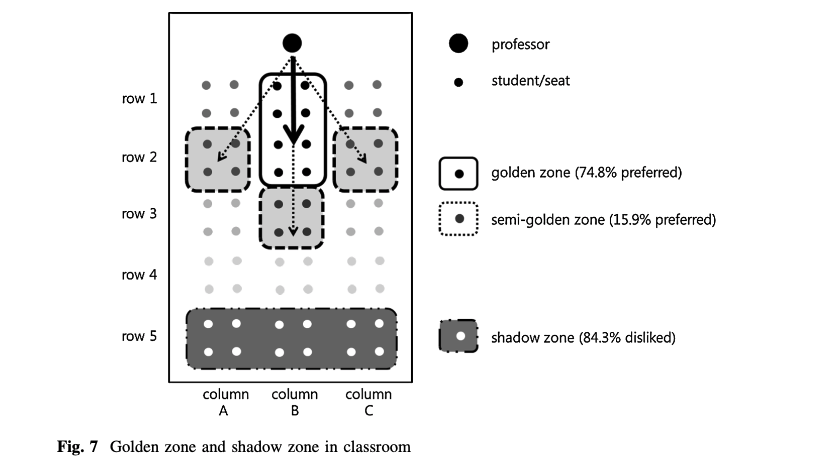 professor
student/seat
row 1
row 2
golden zone (74.8% preferred)
row 3
semi-golden zone (15.9% preferred)
row 4
row 5
shadow zone (84.3% disliked)
column column column
A B C
Fig. 7 Golden zone and shadow zone in classroom